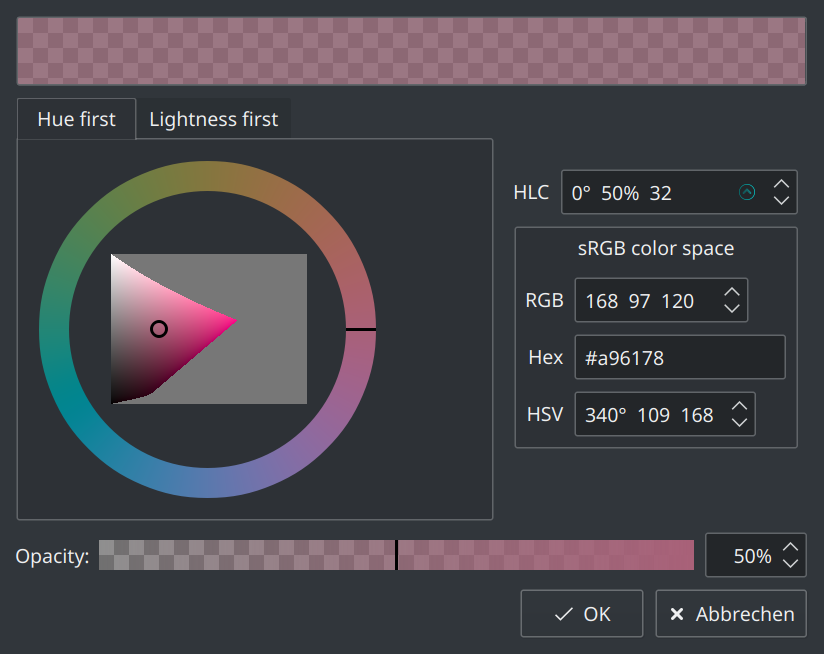 Hue first
Lightness first
HLC 0° 50% 32
sRGB color space
RGB 168 97 120
Hex #a96178
HSV 340° 109 168
Opacity: 50%
OK
Abbrechen